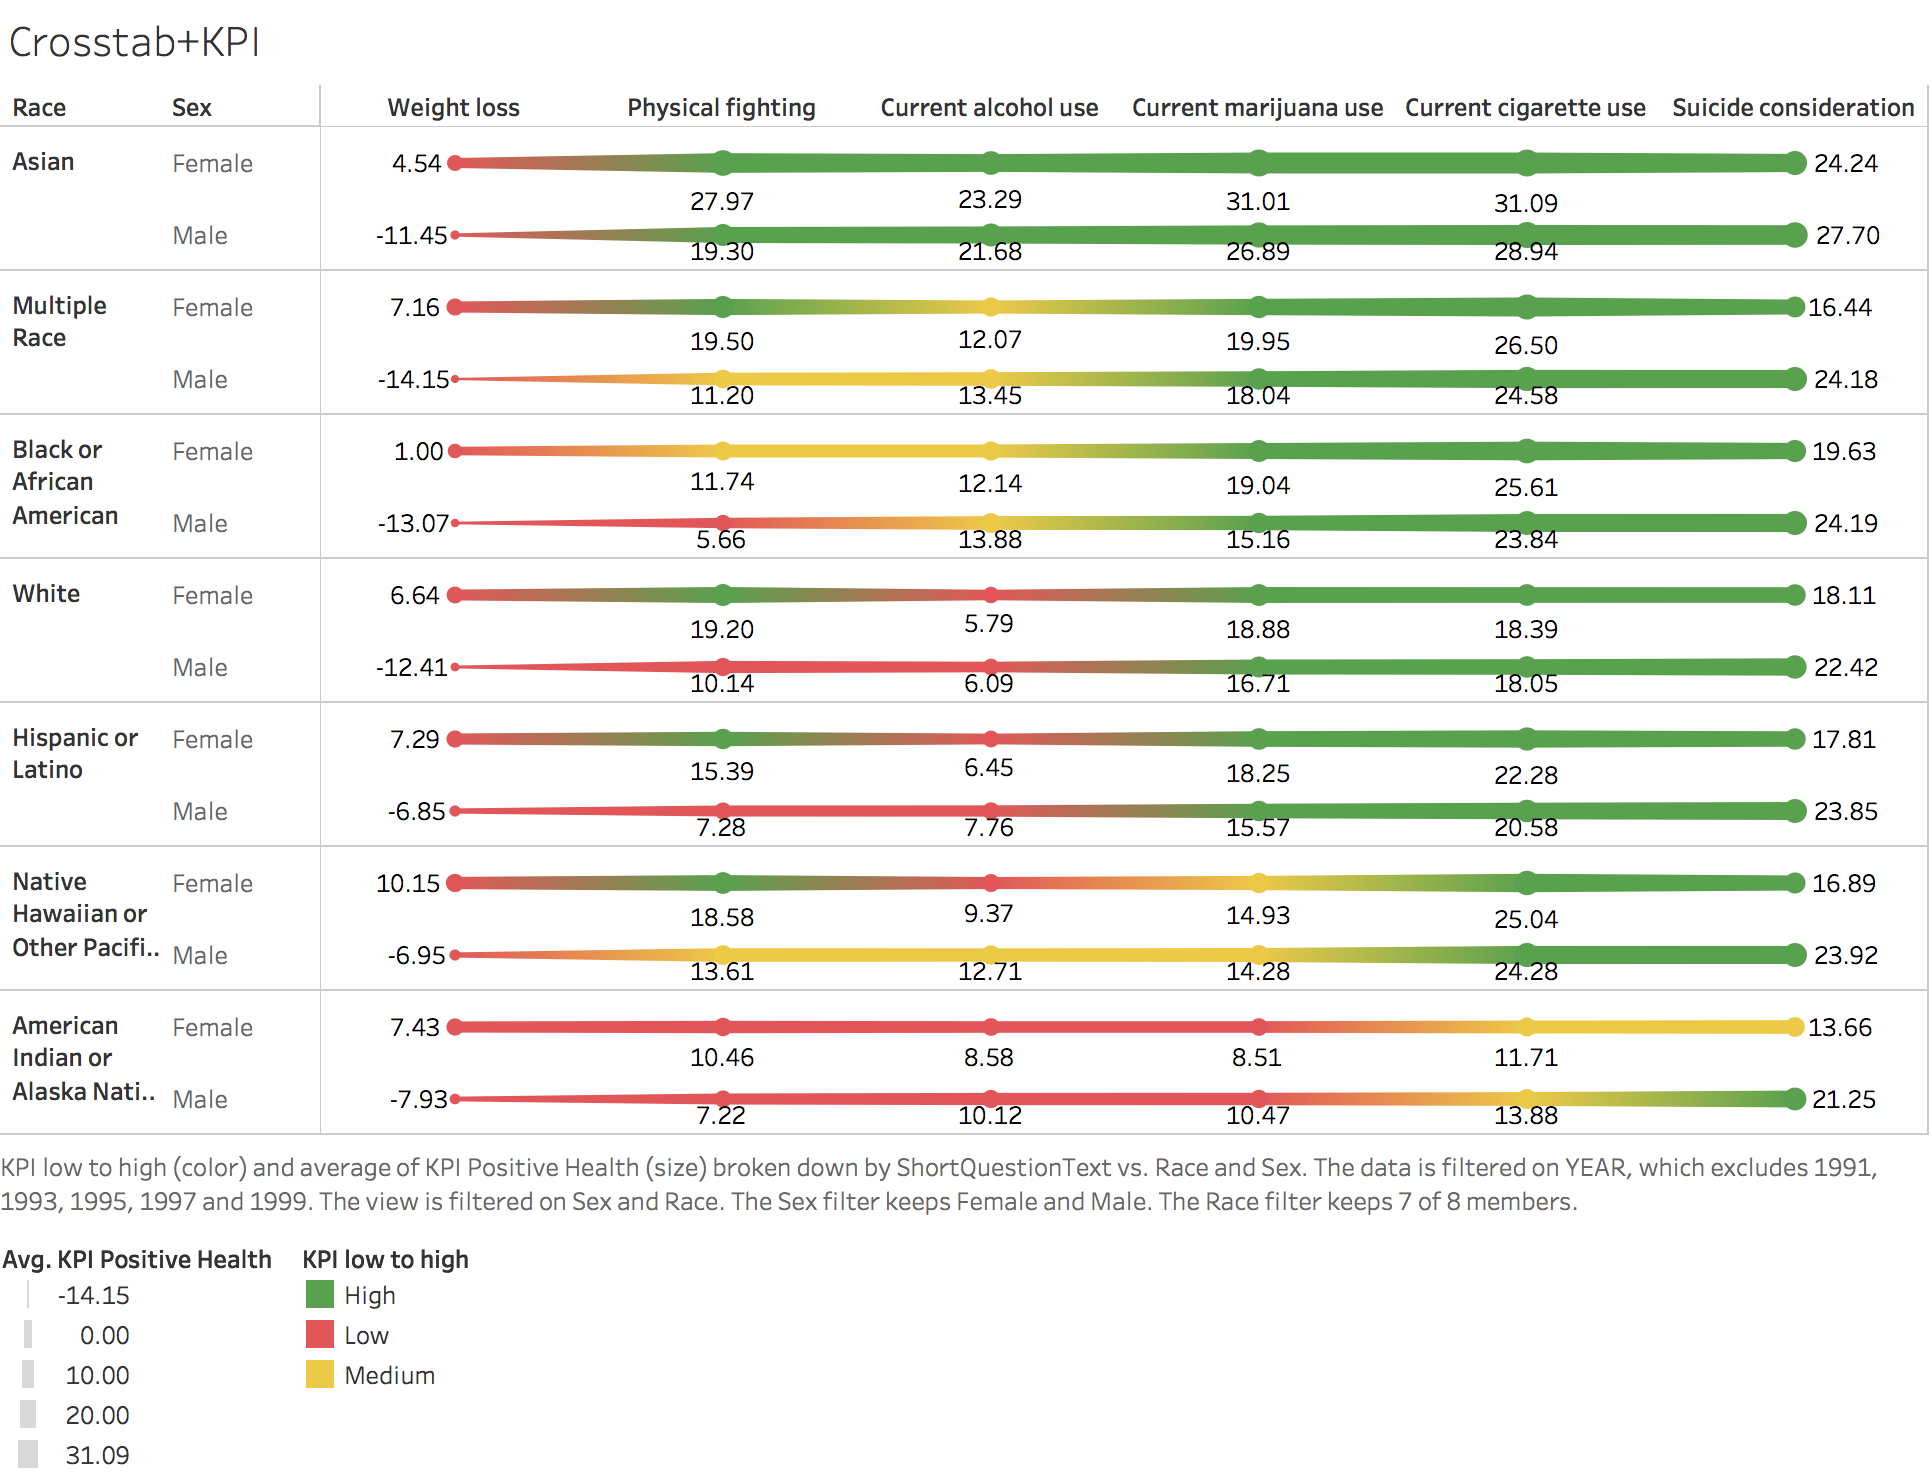 Crosstab+KPI
Race Sex Weight loss Physical fighting Current alcohol use Current marijuana use Current cigarette use Suicide consideration
Asian Female 4.54 24.24
27.97 23.29 31.01 31.09
Male -11.45 27.70
19.30 21.68 26.89 28.94
Multiple Female 7.16 16.44
Race 19.50 12.07 19.95 26.50
Male -14.15 24.18
11.20 13.45 18.04 24.58
Black or Female 1.00 19.63
African 11.74 12.14 19.04 25.61
American Male -13.07 24.19
5.66 13.88 15.16 23.84
White Female 6.64 18.11
19.20 5.79 18.88 18.39
Male -12.41 22.42
10.14 6.09 16.71 18.05
Hispanic or Female 7.29 17.81
Latino 15.39 6.45 18.25 22.28
Male -6.85 23.85
7.28 7.76 15.57 20.58
Native Female 10.15 16.89
Hawaiian or 18.58 9.37 14.93 25.04
Other Pacifi.. Male -6.95 23.92
13.61 12.71 14.28 24.28
American Female 7.43 13.66
Indian or 10.46 8.58 8.51 11.71
Alaska Nati.. Male -7.93 21.25
7.22 10.12 10.47 13.88
KPI low to high (color) and average of KPI Positive Health (size) broken down by ShortQuestionText vs. Race and Sex. The data is filtered on YEAR, which excludes 1991,
1993, 1995, 1997 and 1999. The view is filtered on Sex and Race. The Sex filter keeps Female and Male. The Race filter keeps 7 of 8 members.
Avg. KPI Positive Health KPI low to high
-14.15 High
0.00 Low
10.00 Medium
20.00
31.09